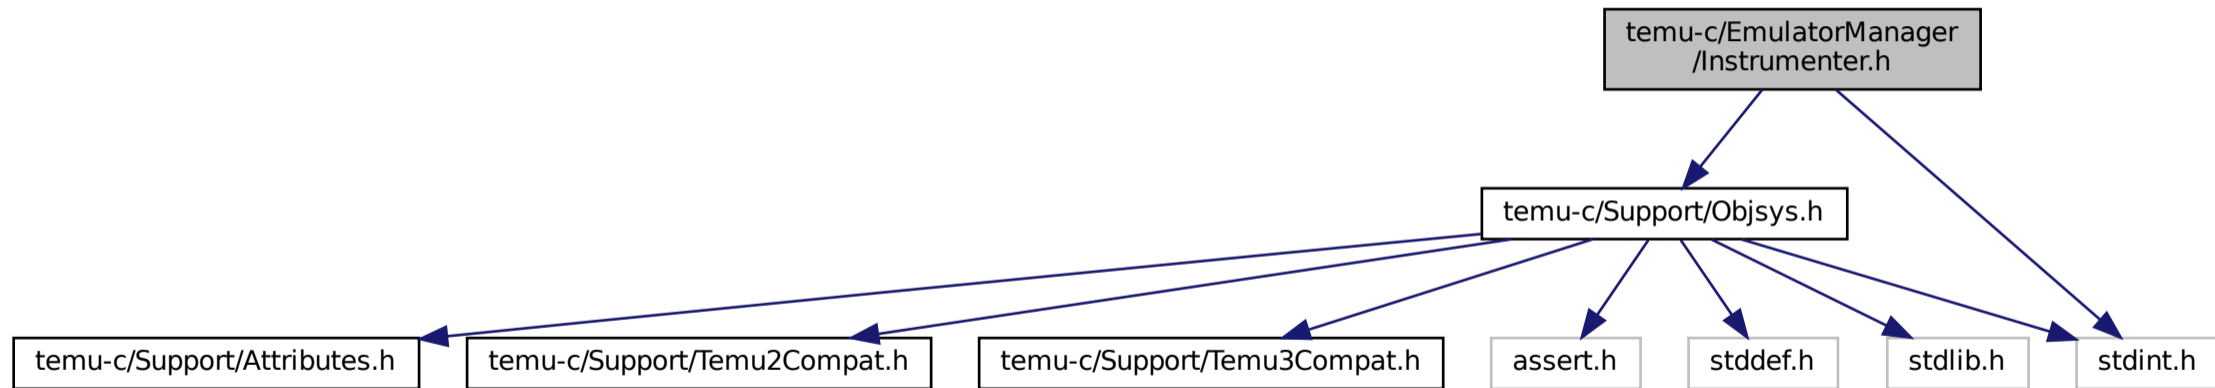 temu-c/EmulatorManager
/Instrumenter.h
temu-c/Support/Objsys.h
temu-c/Support/Attributes.h
temu-c/Support/Temu2Compat.h
temu-c/Support/Temu3Compat.h
assert.h
stddef.h
stdlib.h
stdint.h